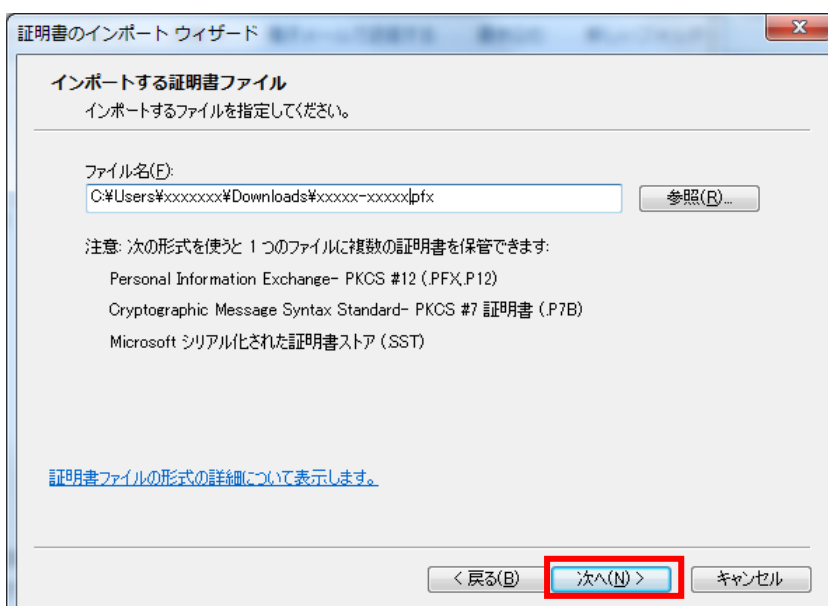 証明書のインポート ウィザード
インポートする証明書ファイル
インポートするファイルを指定してください。
ファイル名(F):
C:¥Users¥xxxxxxx¥Downloads¥xxxxx-xxxxx.pfx
参照(R)...
注意: 次の形式を使うと 1 つのファイルに複数の証明書を保管できます:
Personal Information Exchange- PKCS #12 (.PFX,.P12)
Cryptographic Message Syntax Standard- PKCS #7 証明書 (.P7B)
Microsoft シリアル化された証明書ストア (.SST)
証明書ファイルの形式の詳細について表示します。
< 戻る(B)
次へ(N) >
キャンセル